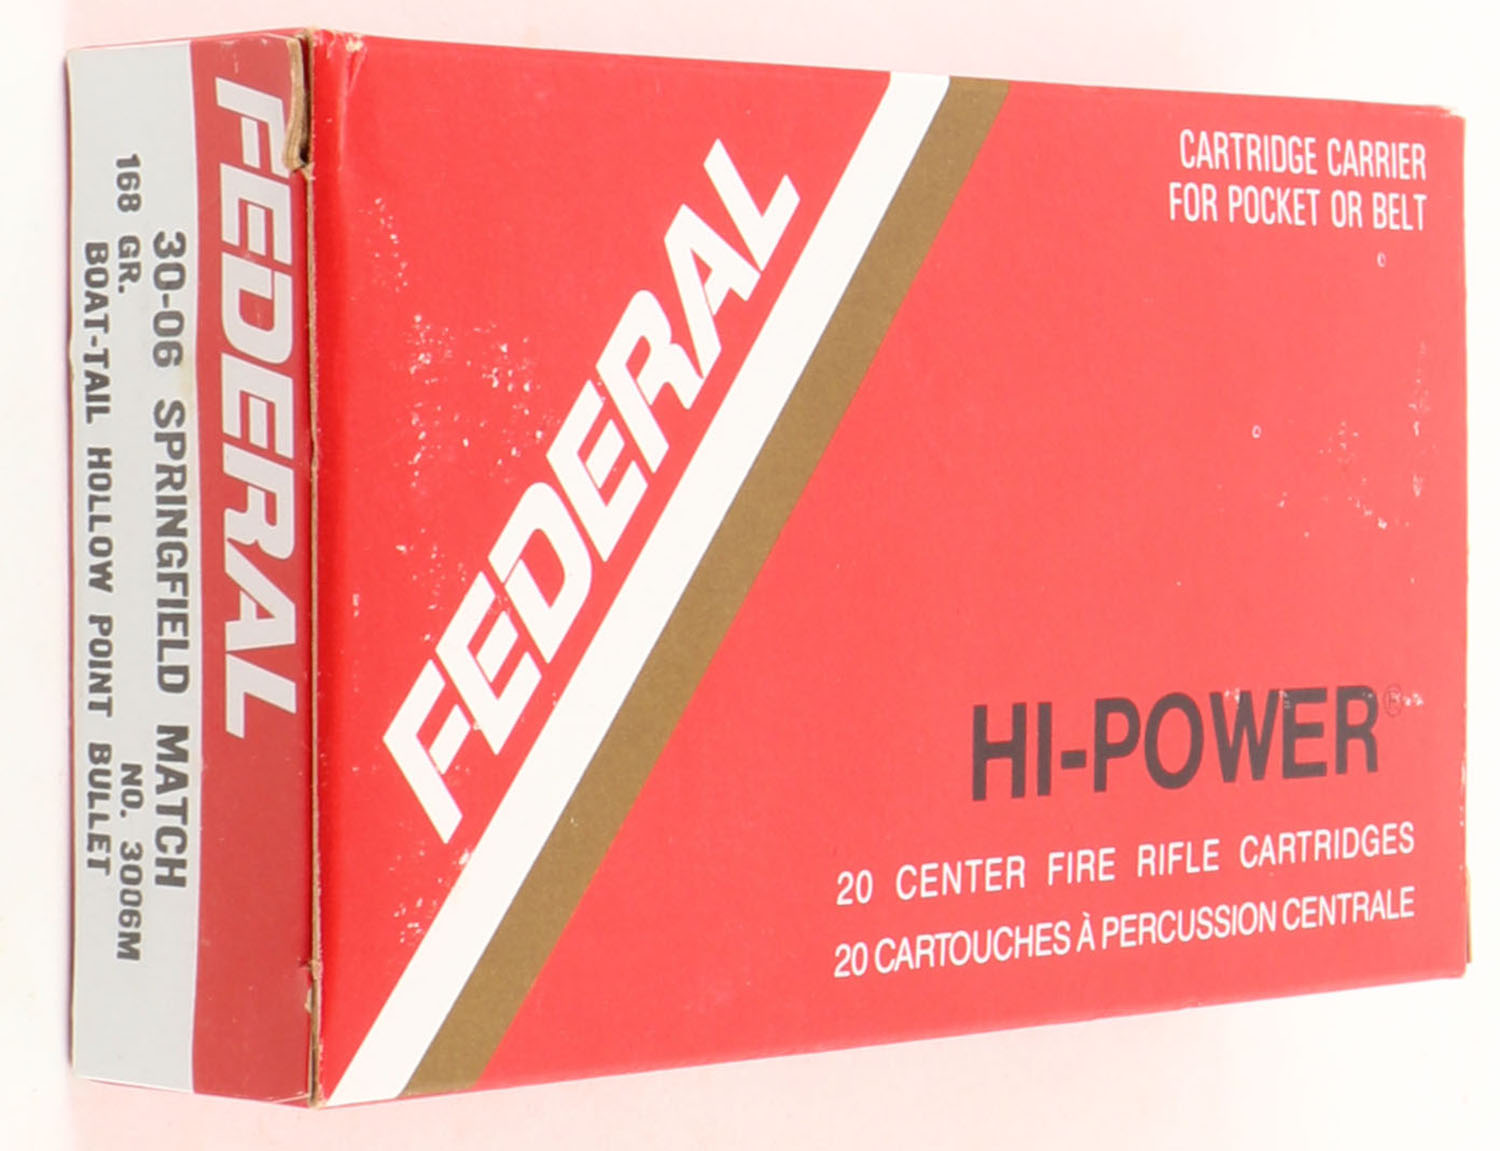 FEDERAL
30-06 SPRINGFIELD MATCH
168 GR. NO. 3006M
BOAT-TAIL HOLLOW POINT BULLET
FEDERAL
CARTRIDGE CARRIER
FOR POCKET OR BELT
HI-POWER®
20 CENTER FIRE RIFLE CARTRIDGES
20 CARTOUCHES À PERCUSSION CENTRALE